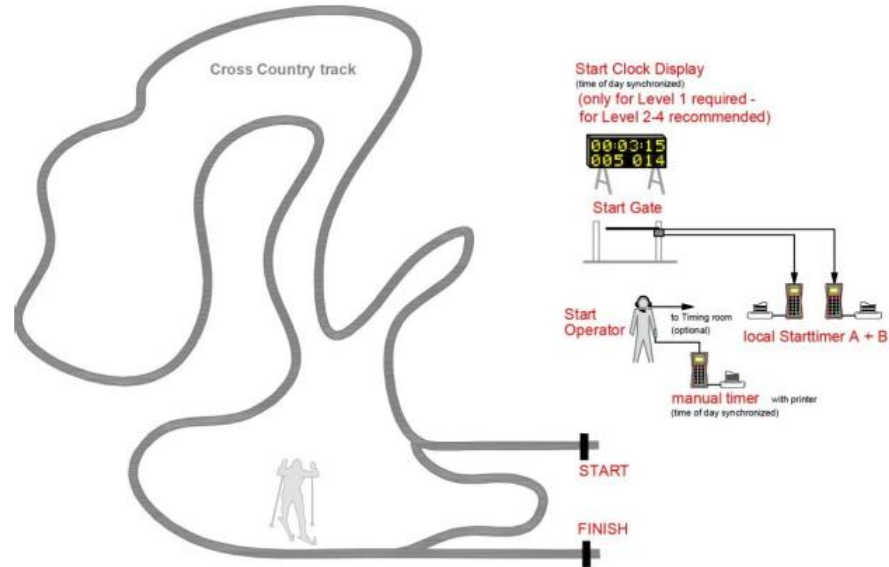 Cross Country track
Start Clock Display
(time of day synchronized)
(only for Level 1 required -
for Level 2-4 recommended)
00:03:15
005 014
Start Gate
Start
Operator
to Timing room
(optional)
local Starttimer A + B
manual timer with printer
(time of day synchronized)
START
FINISH